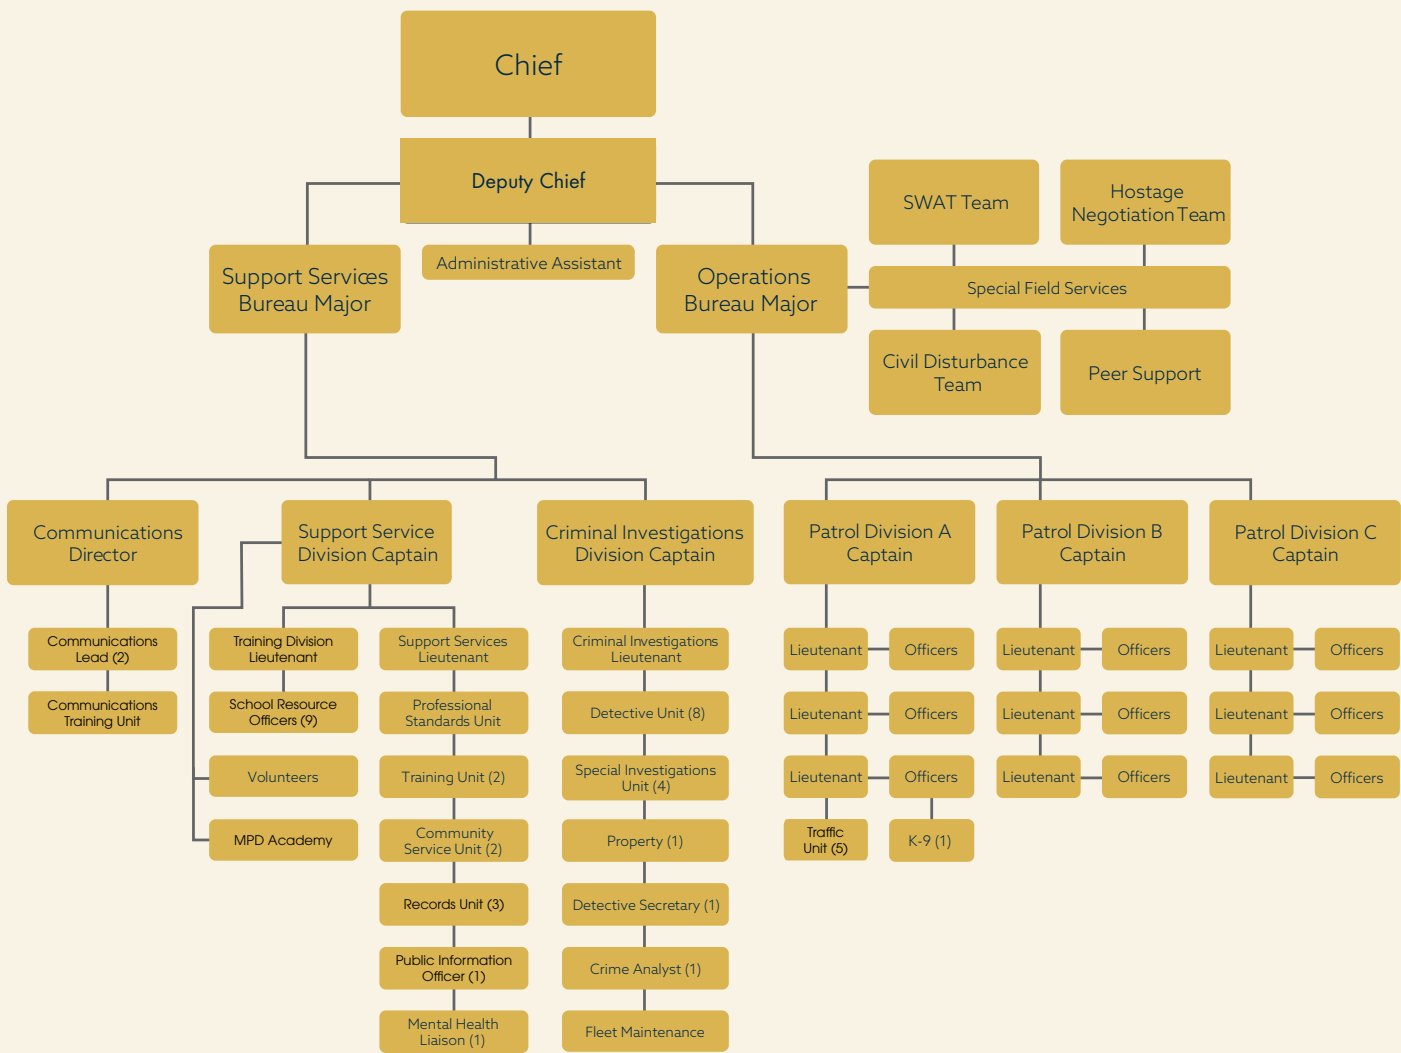 Chief
Deputy Chief
Administrative Assistant
Support Services
Bureau Major
Operations
Bureau Major
SWAT Team
Hostage
Negotiation Team
Special Field Services
Civil Disturbance
Team
Peer Support
Communications
Director
Communications
Lead (2)
Communications
Training Unit
Support Service
Division Captain
Training Division
Lieutenant
School Resource
Officers (9)
Volunteers
MPD Academy
Support Services
Lieutenant
Professional
Standards Unit
Training Unit (2)
Community
Service Unit (2)
Records Unit (3)
Public Information
Officer (1)
Mental Health
Liaison (1)
Criminal Investigations
Division Captain
Criminal Investigations
Lieutenant
Detective Unit (8)
Special Investigations
Unit (4)
Property (1)
Detective Secretary (1)
Crime Analyst (1)
Fleet Maintenance
Patrol Division A
Captain
Lieutenant
Officers
Lieutenant
Officers
Lieutenant
Officers
Traffic
Unit (5)
K-9 (1)
Patrol Division B
Captain
Lieutenant
Officers
Lieutenant
Officers
Lieutenant
Officers
Patrol Division C
Captain
Lieutenant
Officers
Lieutenant
Officers
Lieutenant
Officers